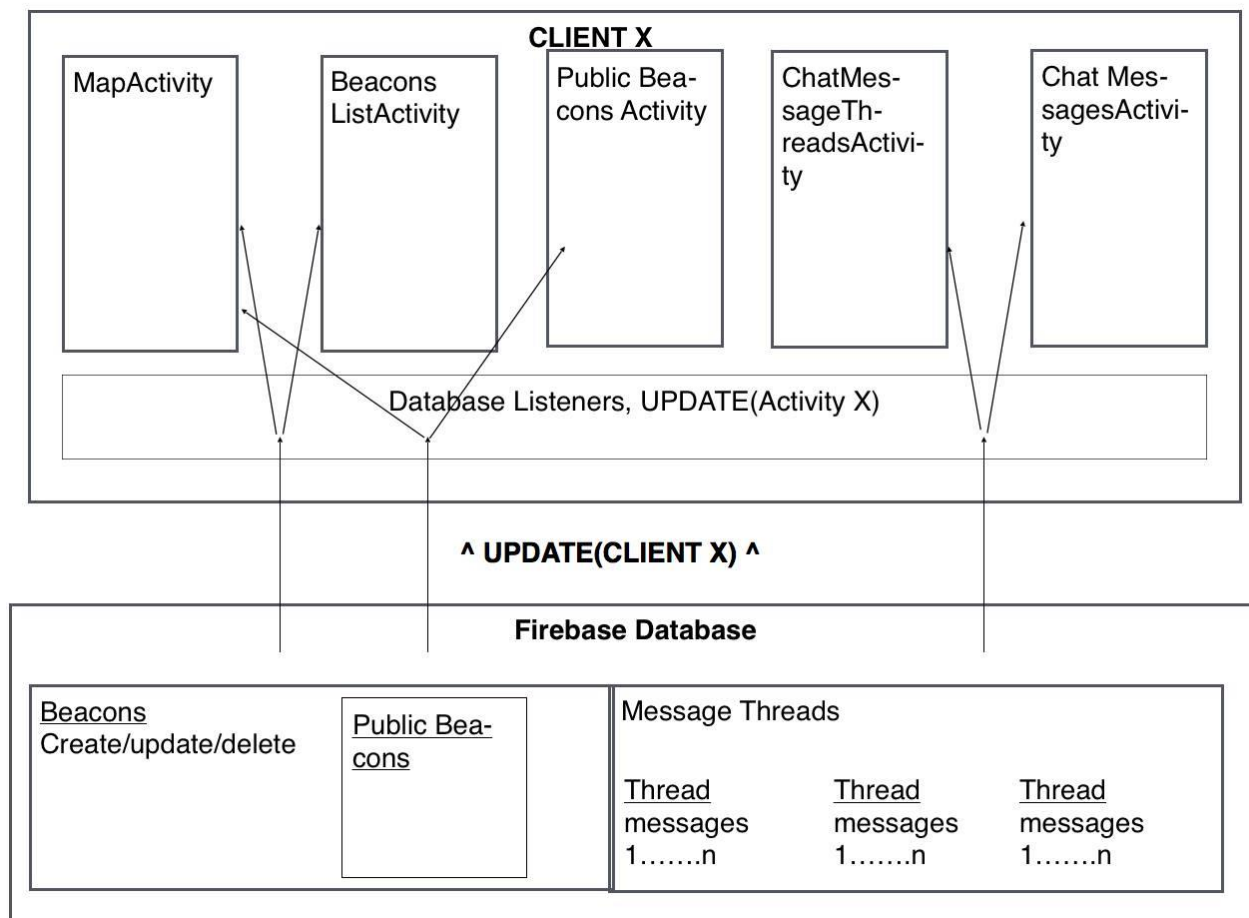 CLIENT X
MapActivity
Beacons
ListActivity
Public Bea-
cons Activity
ChatMes-
sageTh-
readsActivi-
ty
Chat Mes-
sagesActivi-
ty
Database Listeners, UPDATE(Activity X)
^ UPDATE(CLIENT X) ^
Firebase Database
Beacons
Create/update/delete
Public Bea-
cons
Message Threads
Thread
messages
1.......n
Thread
messages
1.......n
Thread
messages
1.......n